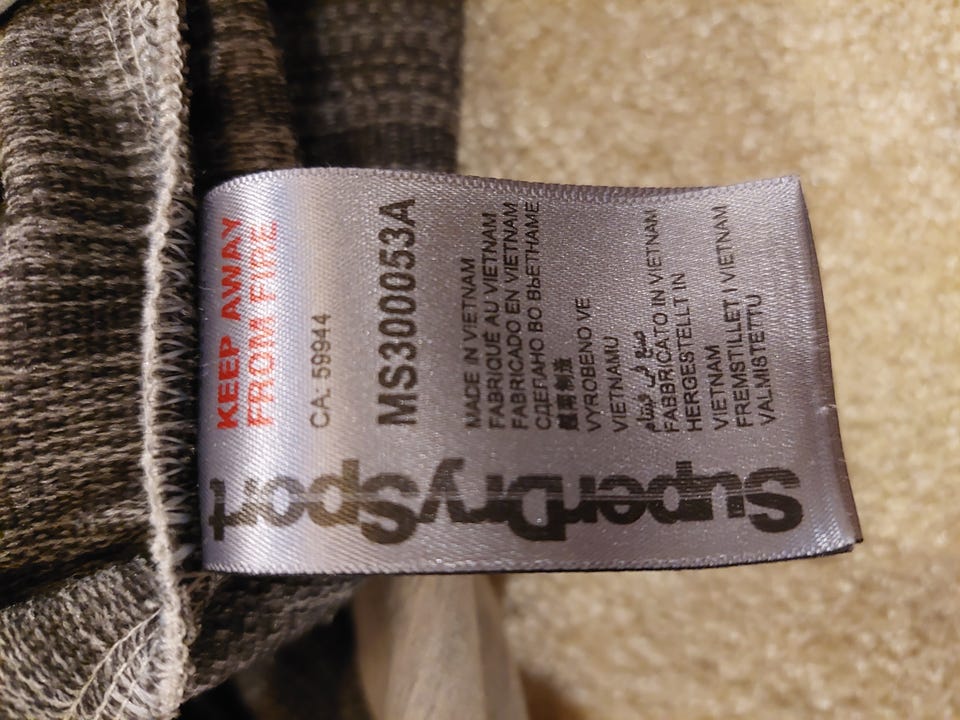 KEEP AWAY
FROM FIRE
CA. 59944
MS3000053A
MADE IN VIETNAM
FABRIQUÉ AU VIETNAM
FABRICADO EN VIETNAM
СДЕЛАНО ВО ВЬЕТНАМЕ
越南制造
VYROBENO VE
VIETNAMU
صنع في فيتنام
FABBRICATO IN VIETNAM
HERGESTELLT IN
VIETNAM
FREMSTILLET I VIETNAM
VALMISTETTU
SuperDrySport